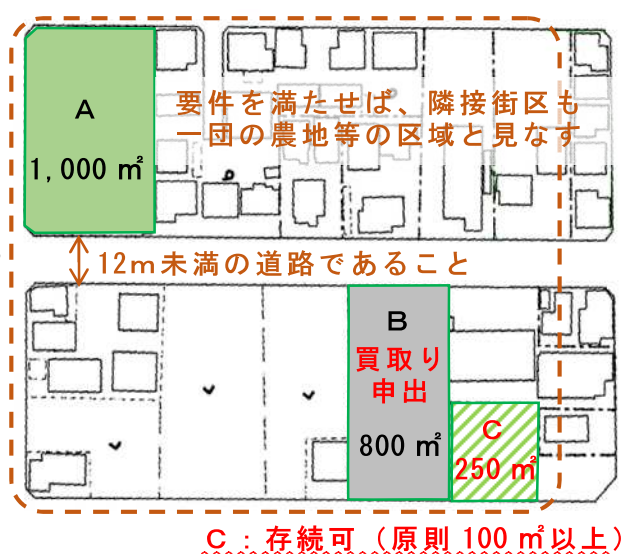 A
1,000 ㎡
要件を満たせば、隣接街区も
一団の農地等の区域と見なす
12m未満の道路であること
B
買取り
申出
800 ㎡
C
250 ㎡
C：存続可（原則 100 ㎡以上）